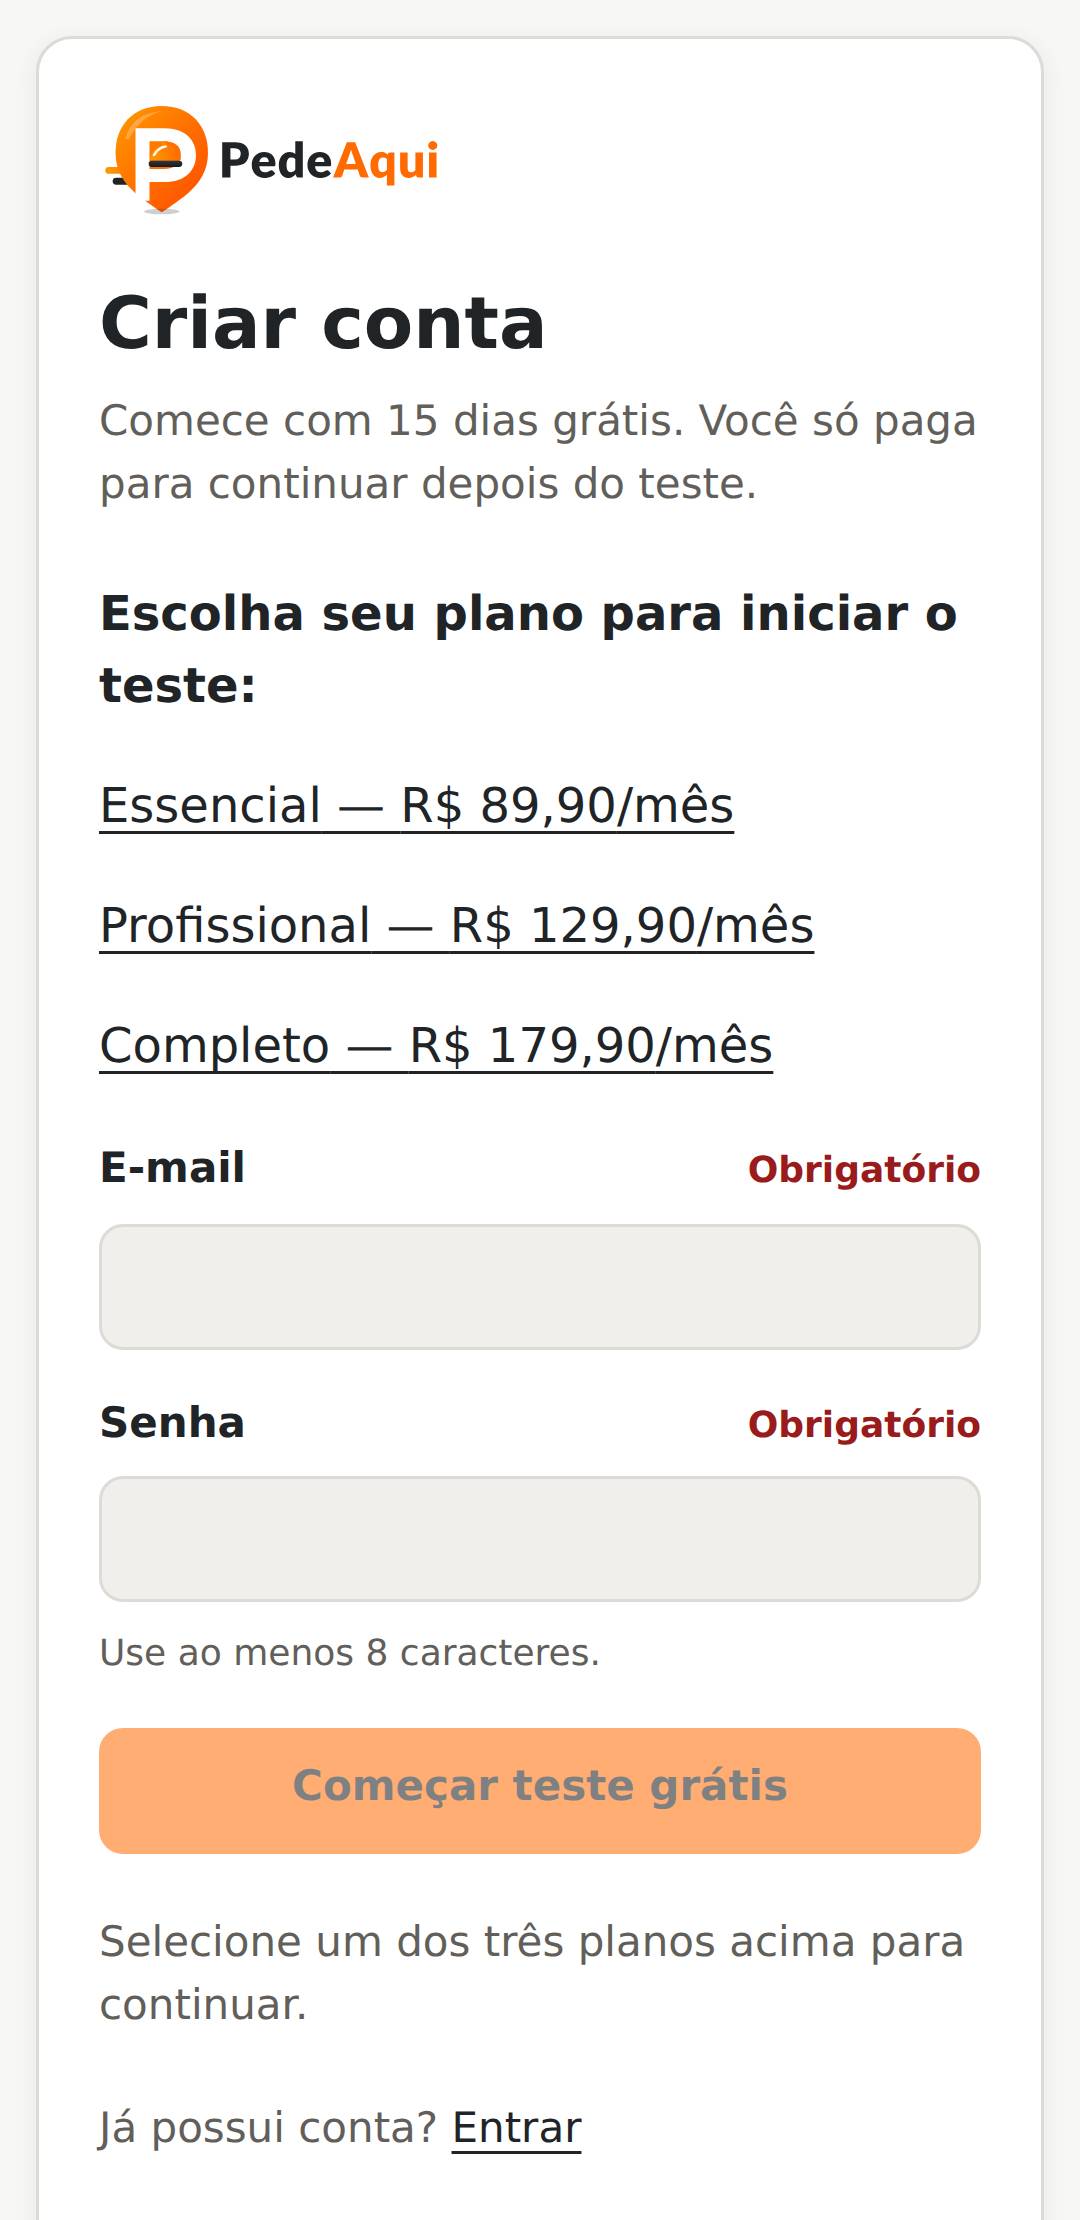 PedeAqui
Criar conta
Comece com 15 dias grátis. Você só paga
para continuar depois do teste.
Escolha seu plano para iniciar o
teste:
Essencial — R$ 89,90/mês
Profissional — R$ 129,90/mês
Completo — R$ 179,90/mês
E-mail Obrigatório
Senha Obrigatório
Use ao menos 8 caracteres.
Começar teste grátis
Selecione um dos três planos acima para
continuar.
Já possui conta? Entrar